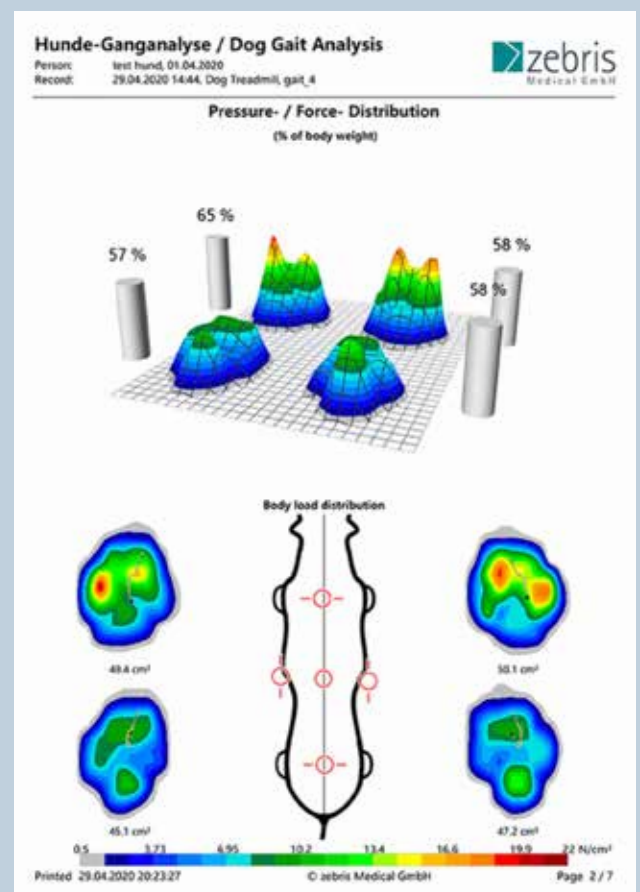 Hunde-Ganganalyse / Dog Gait Analysis
Person: test hund, 01.04.2020
Record: 29.04.2020 14:44, Dog Treadmill, gait_4
zebris
Medical GmbH
Pressure- / Force- Distribution
(% of body weight)
65 %
57 %
58 %
58 %
Body load distribution
49.4 cm²
50.1 cm²
45.1 cm²
47.2 cm²
0.5 3.73 6.95 10.2 13.4 16.6 19.9 22 N/cm²
Printed 29.04.2020 20:23:27 © zebris Medical GmbH Page 2 / 7